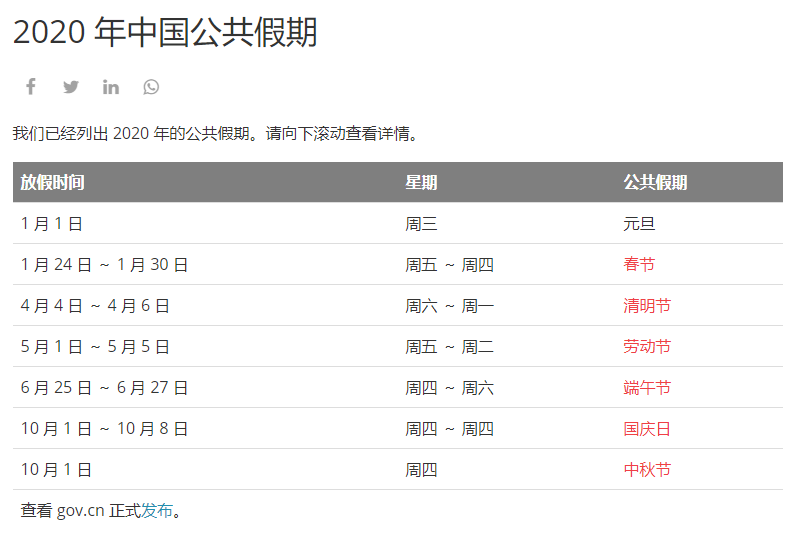 2020 年中国公共假期
我们已经列出 2020 年的公共假期。请向下滚动查看详情。
放假时间 星期 公共假期
1 月 1 日 周三 元旦
1 月 24 日 ~ 1 月 30 日 周五 ~ 周四 春节
4 月 4 日 ~ 4 月 6 日 周六 ~ 周一 清明节
5 月 1 日 ~ 5 月 5 日 周五 ~ 周二 劳动节
6 月 25 日 ~ 6 月 27 日 周四 ~ 周六 端午节
10 月 1 日 ~ 10 月 8 日 周四 ~ 周四 国庆日
10 月 1 日 周四 中秋节
查看 gov.cn 正式发布。